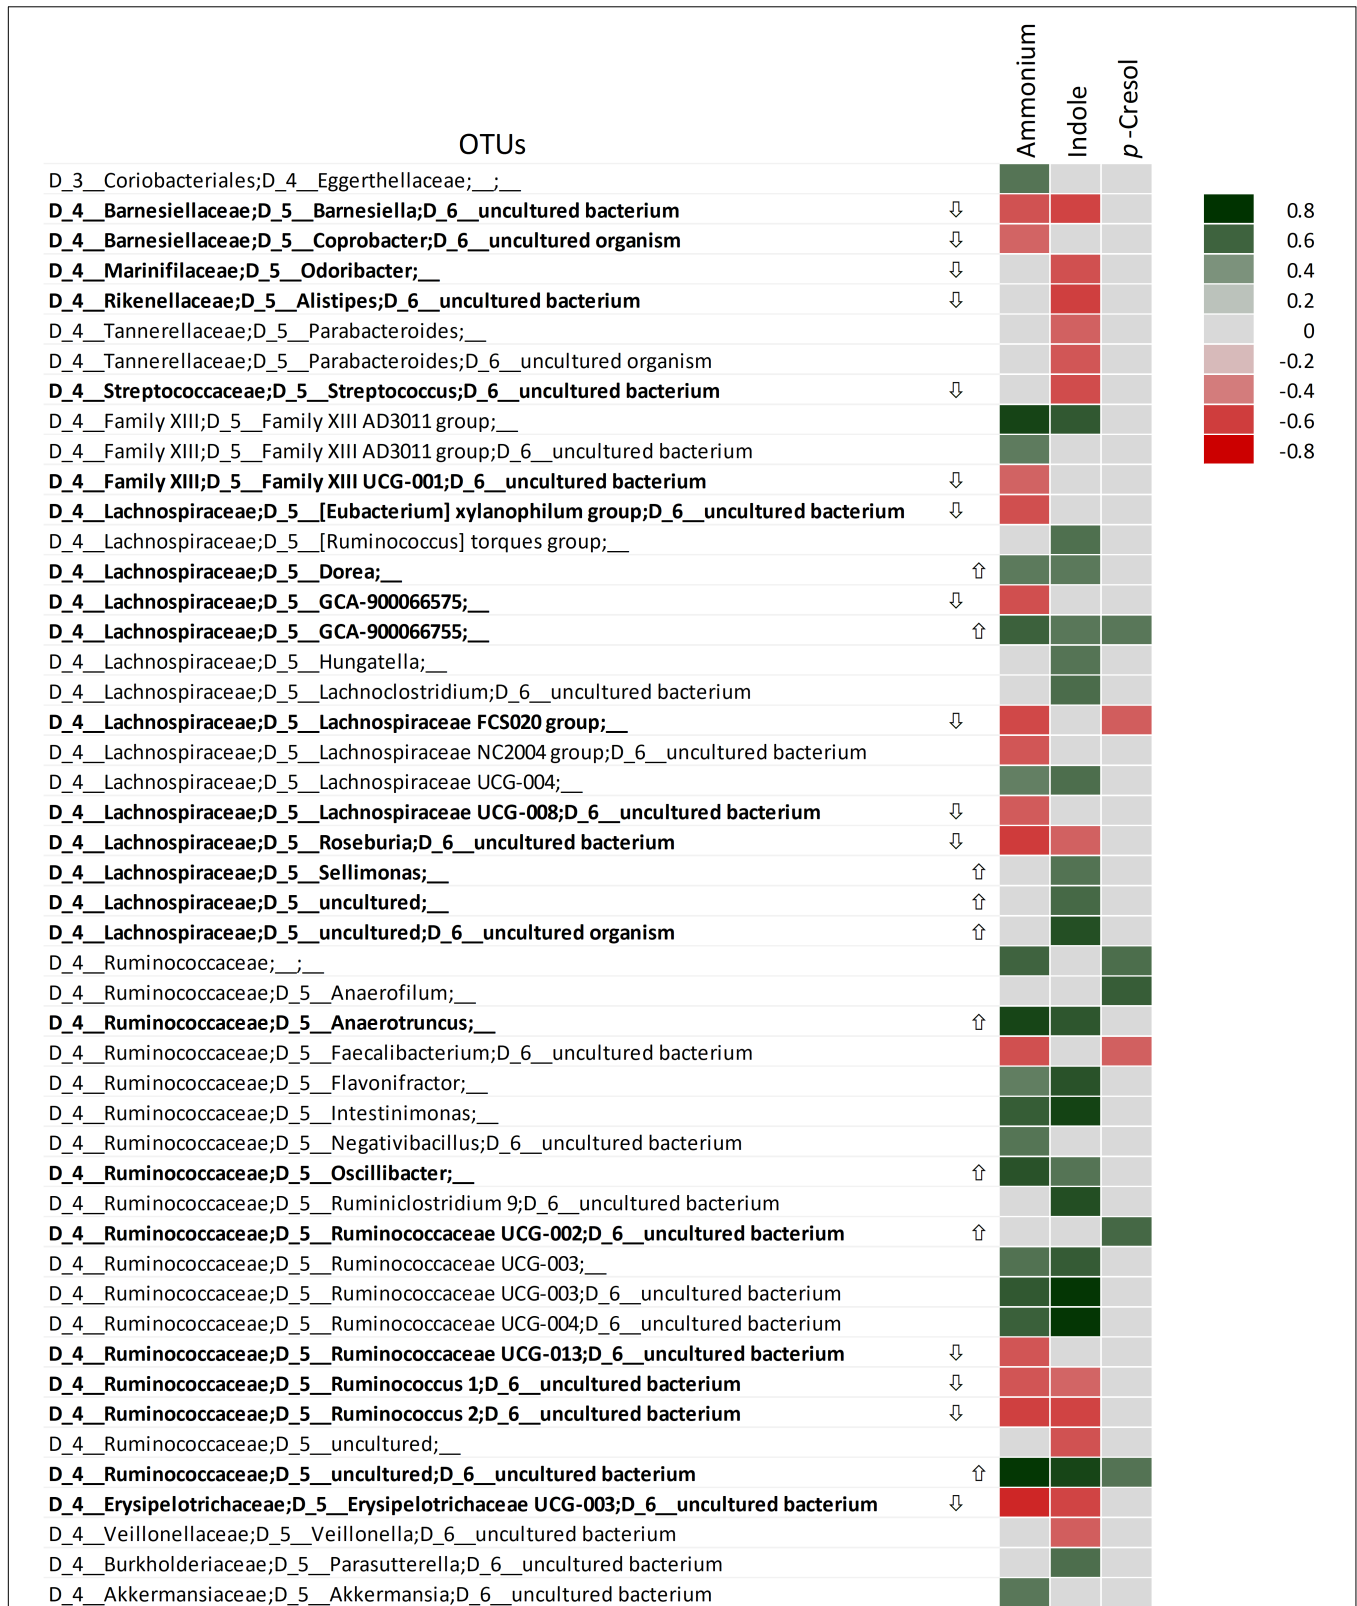 Ammonium
Indole
p-Cresol
OTUs
D_3__Coriobacteriales;D_4__Eggerthellaceae;__;__
D_4__Barnesiellaceae;D_5__Barnesiella;D_6__uncultured bacterium ⇩
0.8
D_4__Barnesiellaceae;D_5__Coprobacter;D_6__uncultured organism ⇩
0.6
D_4__Marinifilaceae;D_5__Odoribacter;__ ⇩
0.4
D_4__Rikenellaceae;D_5__Alistipes;D_6__uncultured bacterium ⇩
0.2
D_4__Tannerellaceae;D_5__Parabacteroides;__
0
D_4__Tannerellaceae;D_5__Parabacteroides;D_6__uncultured organism
-0.2
D_4__Streptococcaceae;D_5__Streptococcus;D_6__uncultured bacterium ⇩
-0.4
D_4__Family XIII;D_5__Family XIII AD3011 group;__
-0.6
D_4__Family XIII;D_5__Family XIII AD3011 group;D_6__uncultured bacterium
-0.8
D_4__Family XIII;D_5__Family XIII UCG-001;D_6__uncultured bacterium ⇩
D_4__Lachnospiraceae;D_5__[Eubacterium] xylanophilum group;D_6__uncultured bacterium ⇩
D_4__Lachnospiraceae;D_5__[Ruminococcus] torques group;__
D_4__Lachnospiraceae;D_5__Dorea;__ ⇧
D_4__Lachnospiraceae;D_5__GCA-900066575;__ ⇩
D_4__Lachnospiraceae;D_5__GCA-900066755;__ ⇧
D_4__Lachnospiraceae;D_5__Hungatella;__
D_4__Lachnospiraceae;D_5__Lachnoclostridium;D_6__uncultured bacterium
D_4__Lachnospiraceae;D_5__Lachnospiraceae FCS020 group;__ ⇩
D_4__Lachnospiraceae;D_5__Lachnospiraceae NC2004 group;D_6__uncultured bacterium
D_4__Lachnospiraceae;D_5__Lachnospiraceae UCG-004;__
D_4__Lachnospiraceae;D_5__Lachnospiraceae UCG-008;D_6__uncultured bacterium ⇩
D_4__Lachnospiraceae;D_5__Roseburia;D_6__uncultured bacterium ⇩
D_4__Lachnospiraceae;D_5__Sellimonas;__ ⇧
D_4__Lachnospiraceae;D_5__uncultured;__ ⇧
D_4__Lachnospiraceae;D_5__uncultured;D_6__uncultured organism ⇧
D_4__Ruminococcaceae;__;__
D_4__Ruminococcaceae;D_5__Anaerofilum;__
D_4__Ruminococcaceae;D_5__Anaerotruncus;__ ⇧
D_4__Ruminococcaceae;D_5__Faecalibacterium;D_6__uncultured bacterium
D_4__Ruminococcaceae;D_5__Flavonifractor;__
D_4__Ruminococcaceae;D_5__Intestinimonas;__
D_4__Ruminococcaceae;D_5__Negativibacillus;D_6__uncultured bacterium
D_4__Ruminococcaceae;D_5__Oscillibacter;__ ⇧
D_4__Ruminococcaceae;D_5__Ruminiclostridium 9;D_6__uncultured bacterium
D_4__Ruminococcaceae;D_5__Ruminococcaceae UCG-002;D_6__uncultured bacterium ⇧
D_4__Ruminococcaceae;D_5__Ruminococcaceae UCG-003;__
D_4__Ruminococcaceae;D_5__Ruminococcaceae UCG-003;D_6__uncultured bacterium
D_4__Ruminococcaceae;D_5__Ruminococcaceae UCG-004;D_6__uncultured bacterium
D_4__Ruminococcaceae;D_5__Ruminococcaceae UCG-013;D_6__uncultured bacterium ⇩
D_4__Ruminococcaceae;D_5__Ruminococcus 1;D_6__uncultured bacterium ⇩
D_4__Ruminococcaceae;D_5__Ruminococcus 2;D_6__uncultured bacterium ⇩
D_4__Ruminococcaceae;D_5__uncultured;__
D_4__Ruminococcaceae;D_5__uncultured;D_6__uncultured bacterium ⇧
D_4__Erysipelotrichaceae;D_5__Erysipelotrichaceae UCG-003;D_6__uncultured bacterium ⇩
D_4__Veillonellaceae;D_5__Veillonella;D_6__uncultured bacterium
D_4__Burkholderiaceae;D_5__Parasutterella;D_6__uncultured bacterium
D_4__Akkermansiaceae;D_5__Akkermansia;D_6__uncultured bacterium